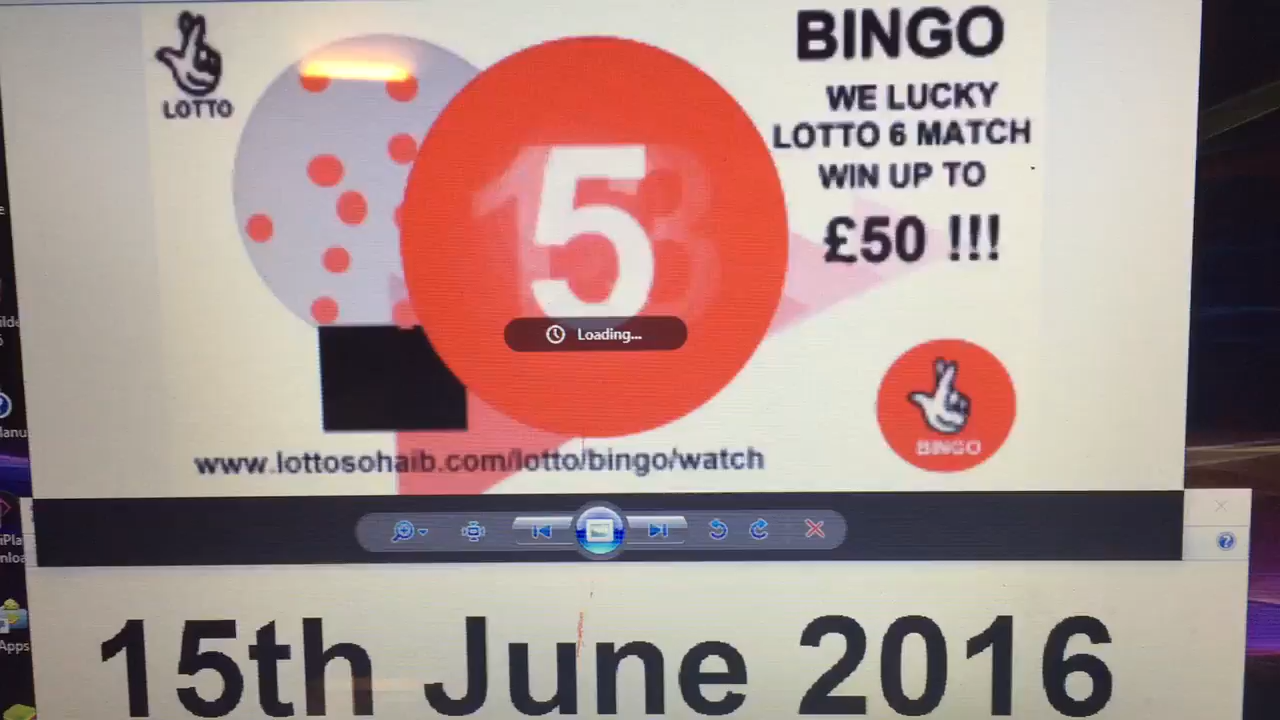 LOTTO
BINGO
WE LUCKY
LOTTO 6 MATCH
WIN UP TO
£50 !!!
5
Loading...
BINGO
www.lottosohaib.com/lotto/bingo/watch
15th June 2016
Apps